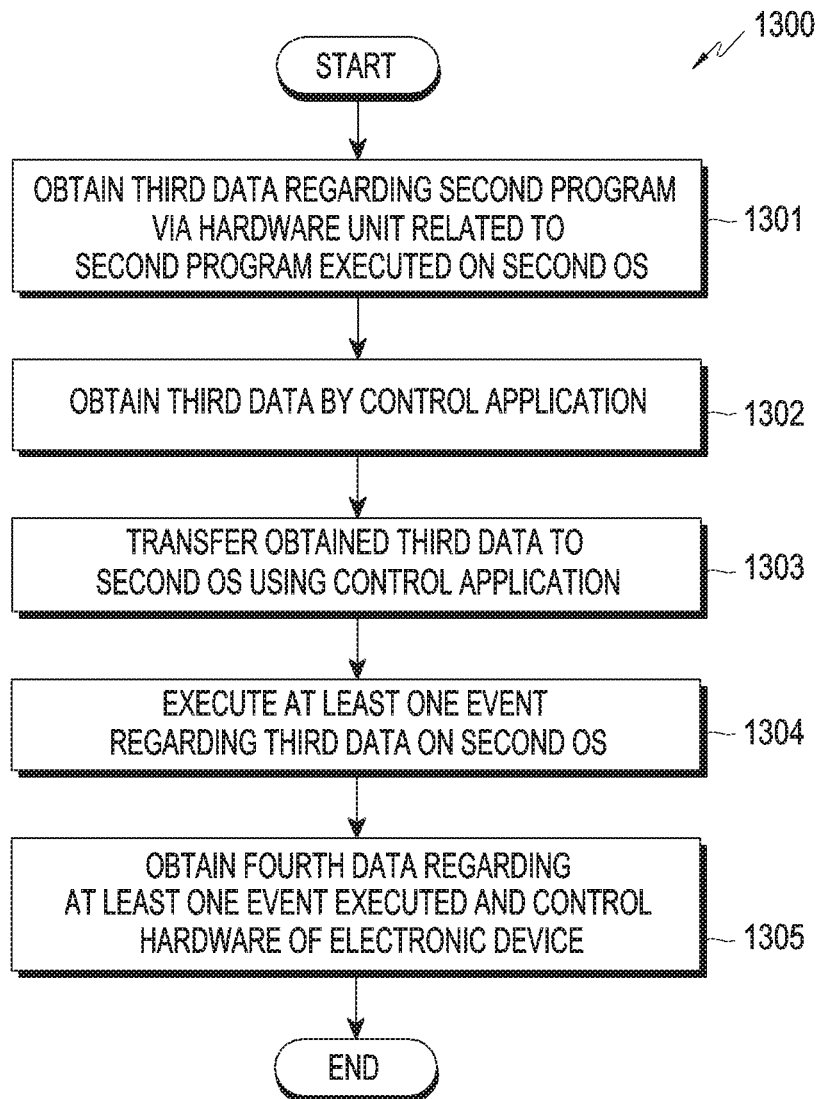 1300
START
OBTAIN THIRD DATA REGARDING SECOND PROGRAM
VIA HARDWARE UNIT RELATED TO
SECOND PROGRAM EXECUTED ON SECOND OS
1301
OBTAIN THIRD DATA BY CONTROL APPLICATION
1302
TRANSFER OBTAINED THIRD DATA TO
SECOND OS USING CONTROL APPLICATION
1303
EXECUTE AT LEAST ONE EVENT
REGARDING THIRD DATA ON SECOND OS
1304
OBTAIN FOURTH DATA REGARDING
AT LEAST ONE EVENT EXECUTED AND CONTROL
HARDWARE OF ELECTRONIC DEVICE
1305
END